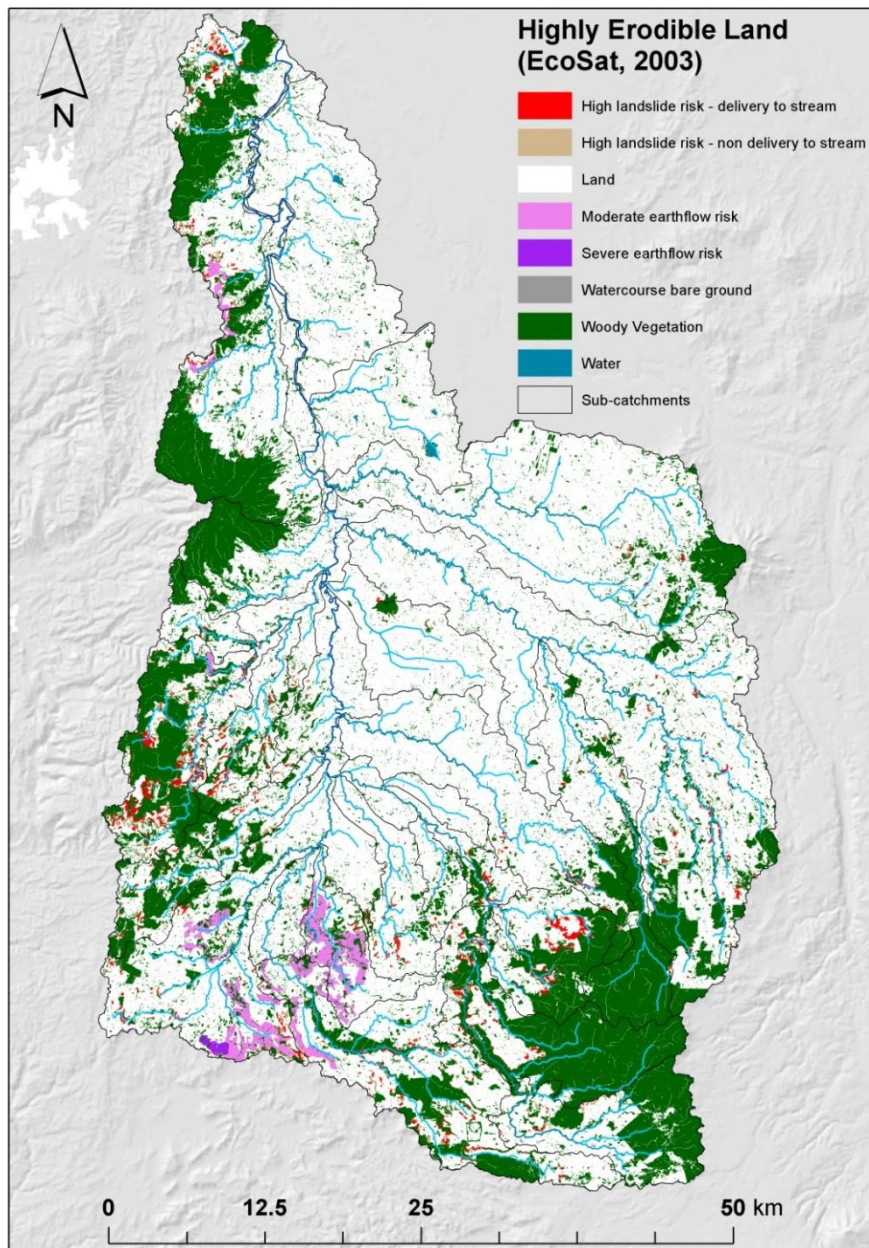 Highly Erodible Land
(EcoSat, 2003)
N
High landslide risk - delivery to stream
High landslide risk - non delivery to stream
Land
Moderate earthflow risk
Severe earthflow risk
Watercourse bare ground
Woody Vegetation
Water
Sub-catchments
0 12.5 25 50 km